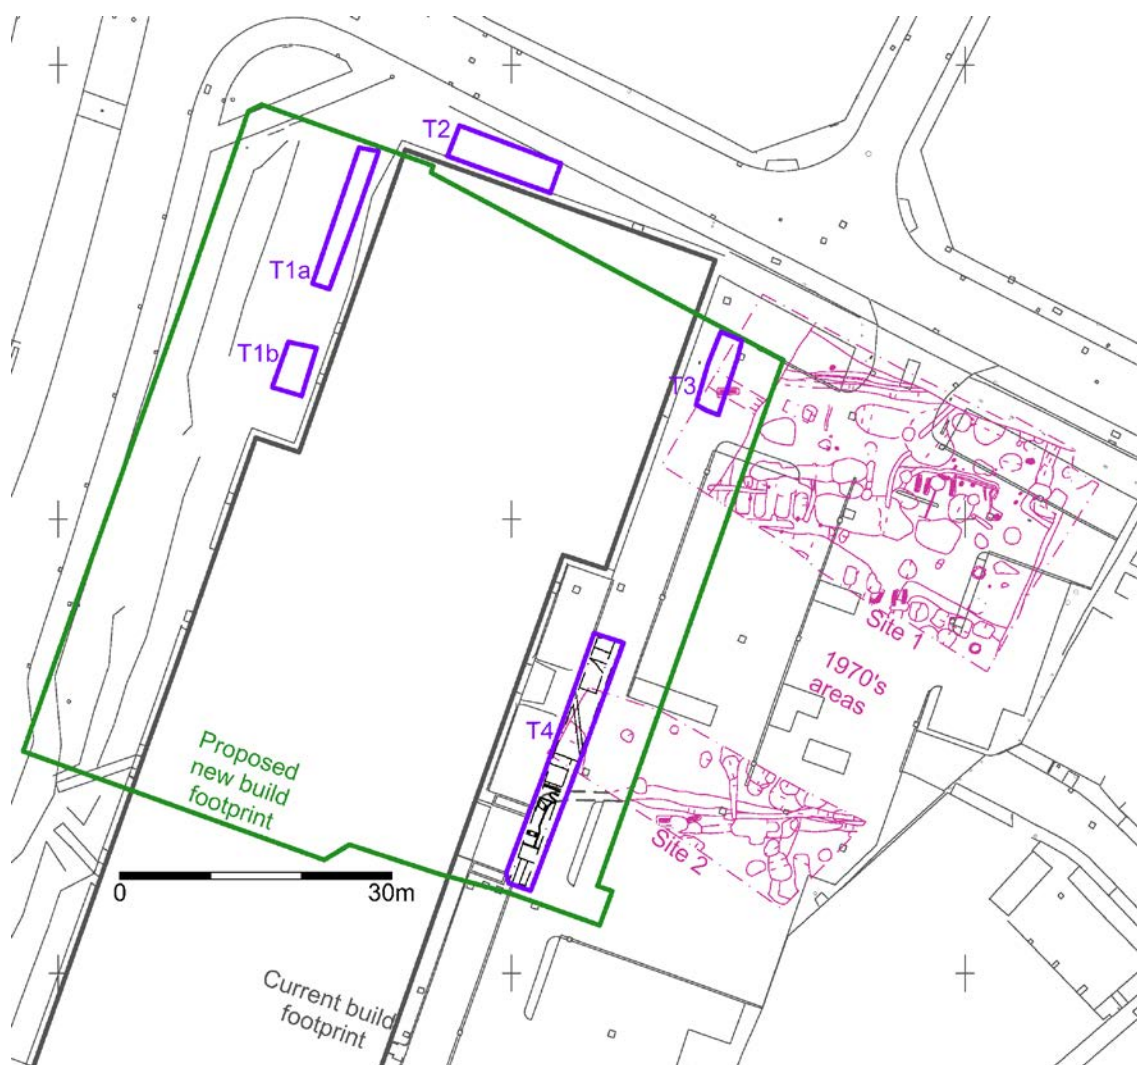 T2
T1a
T1b
T3
Site 1
1970's
areas
T4
Proposed
new build
footprint
Site 2
0 30m
Current build
footprint